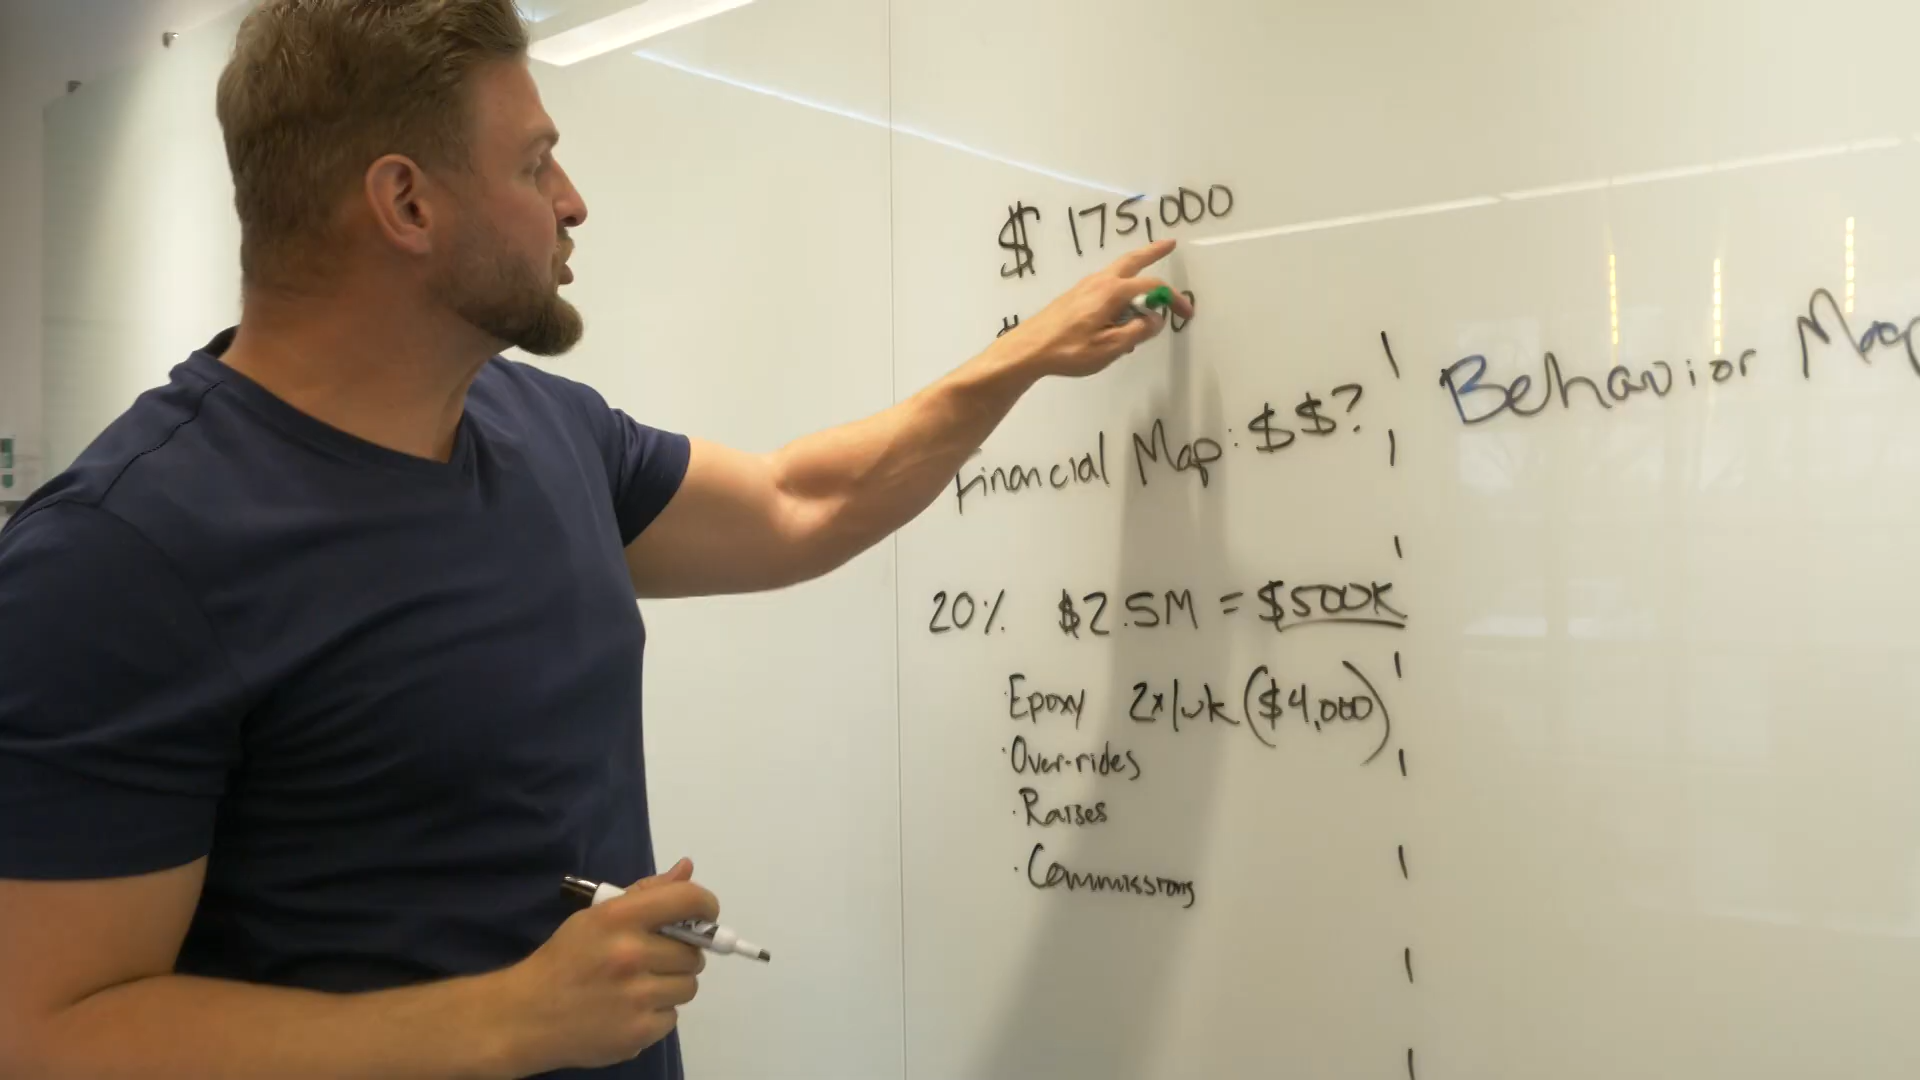 $ 175,000
Financial Map: $$?
Behavior Map
20% $2.5M = $500K
· Epoxy 2x/wk ($4,000)
· Over-rides
· Raises
· Commissions